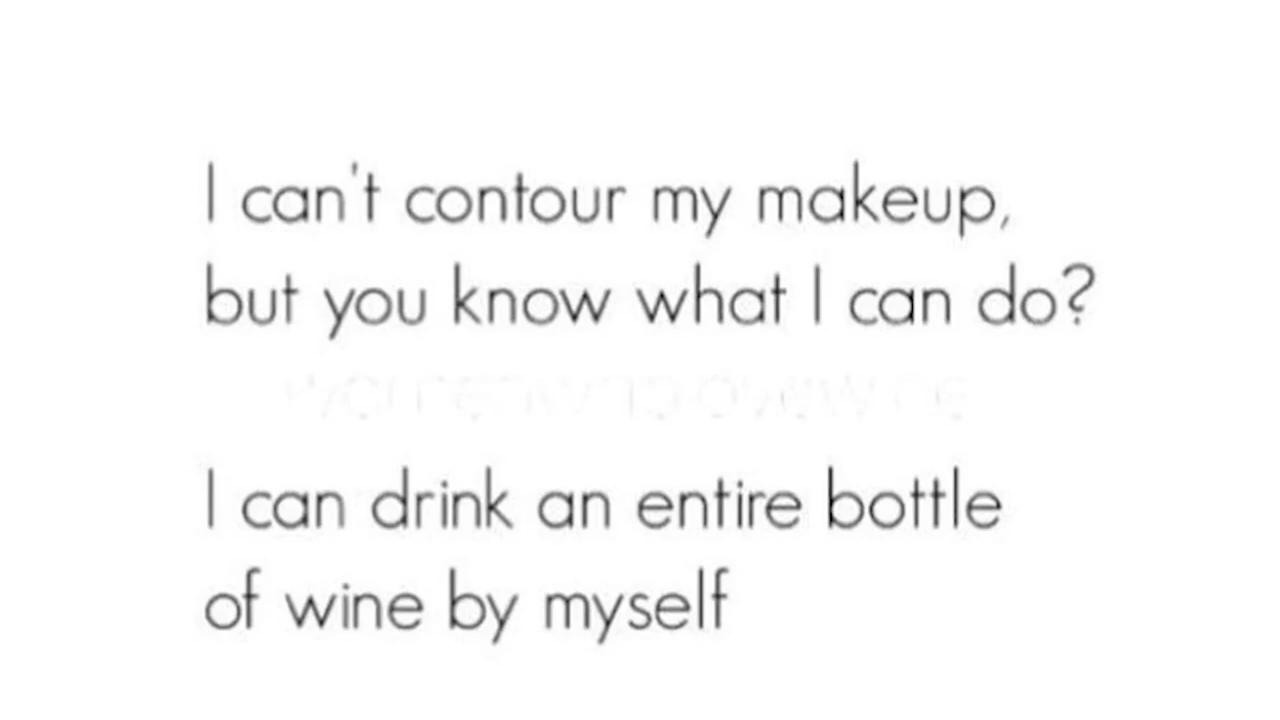 I can't contour my makeup,
but you know what I can do?
I can drink an entire bottle
of wine by myself